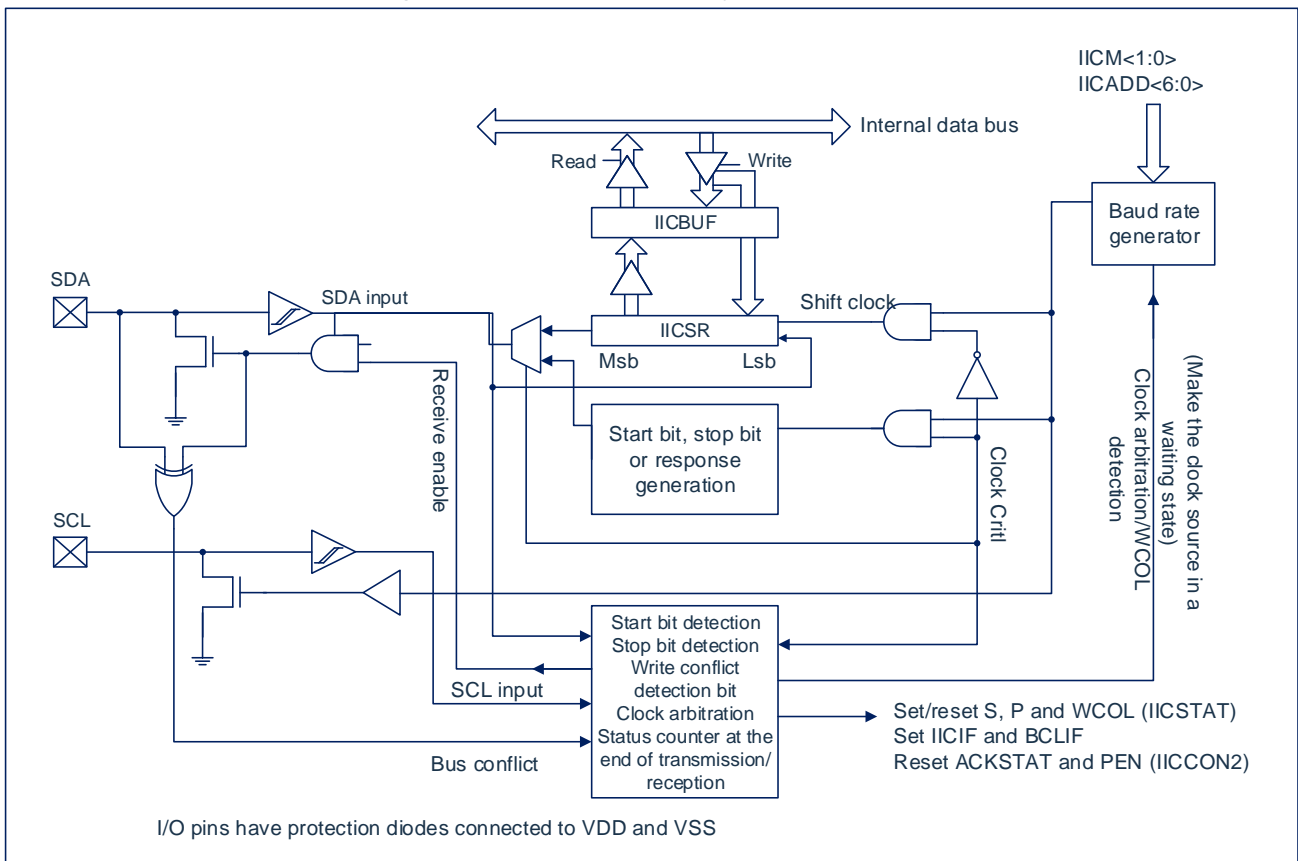 IICM<1:0>
IICADD<6:0>
Internal data bus
Read
Write
IICBUF
Baud rate
generator
SDA
SDA input
Shift clock
IICSR
Msb
Lsb
Receive enable
Start bit, stop bit
or response
generation
Clock Critl
(Make the clock source in a
waiting state)
Clock arbitration/WCOL
detection
SCL
Start bit detection
Stop bit detection
Write conflict
detection bit
Clock arbitration
Status counter at the
end of transmission/
reception
SCL input
Bus conflict
Set/reset S, P and WCOL (IICSTAT)
Set IICIF and BCLIF
Reset ACKSTAT and PEN (IICCON2)
I/O pins have protection diodes connected to VDD and VSS